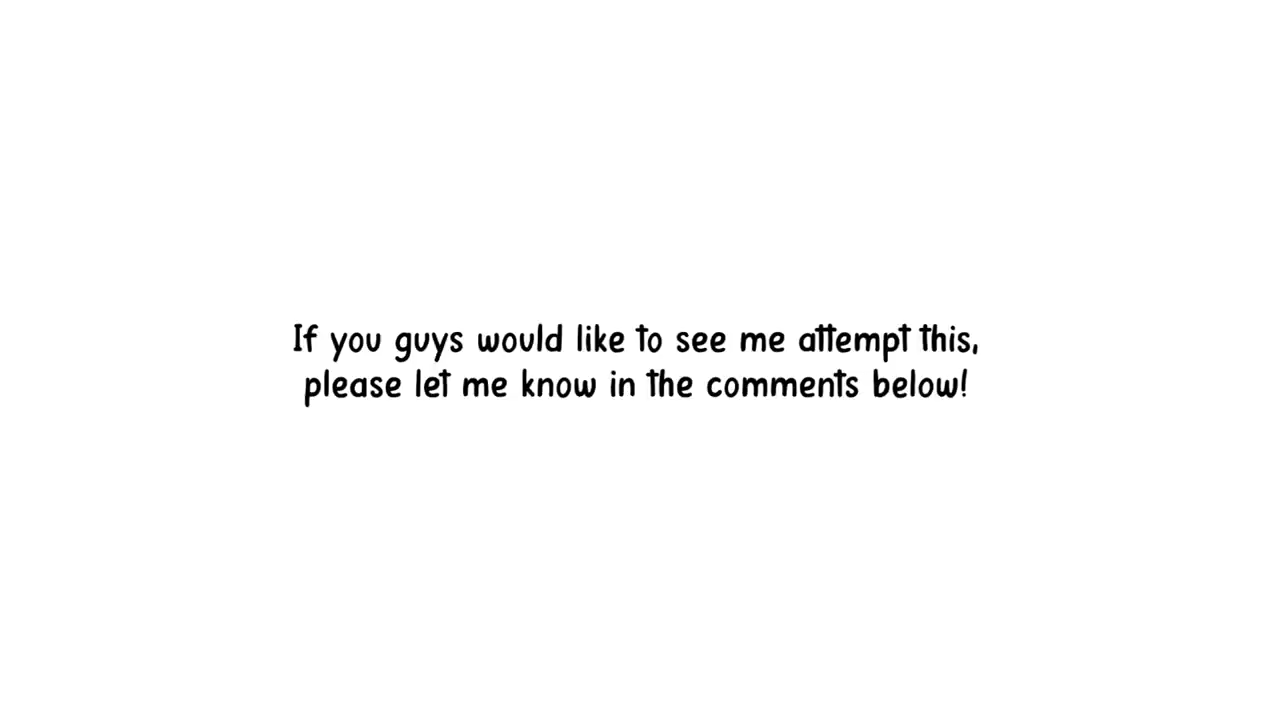 If you guys would like to see me attempt this,
please let me know in the comments below!